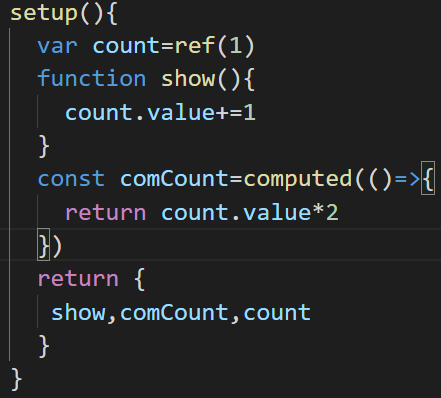 setup(){
  var count=ref(1)
  function show(){
    count.value+=1
  }
  const comCount=computed(()=>{
    return count.value*2
  })
  return {
   show,comCount,count
  }
}